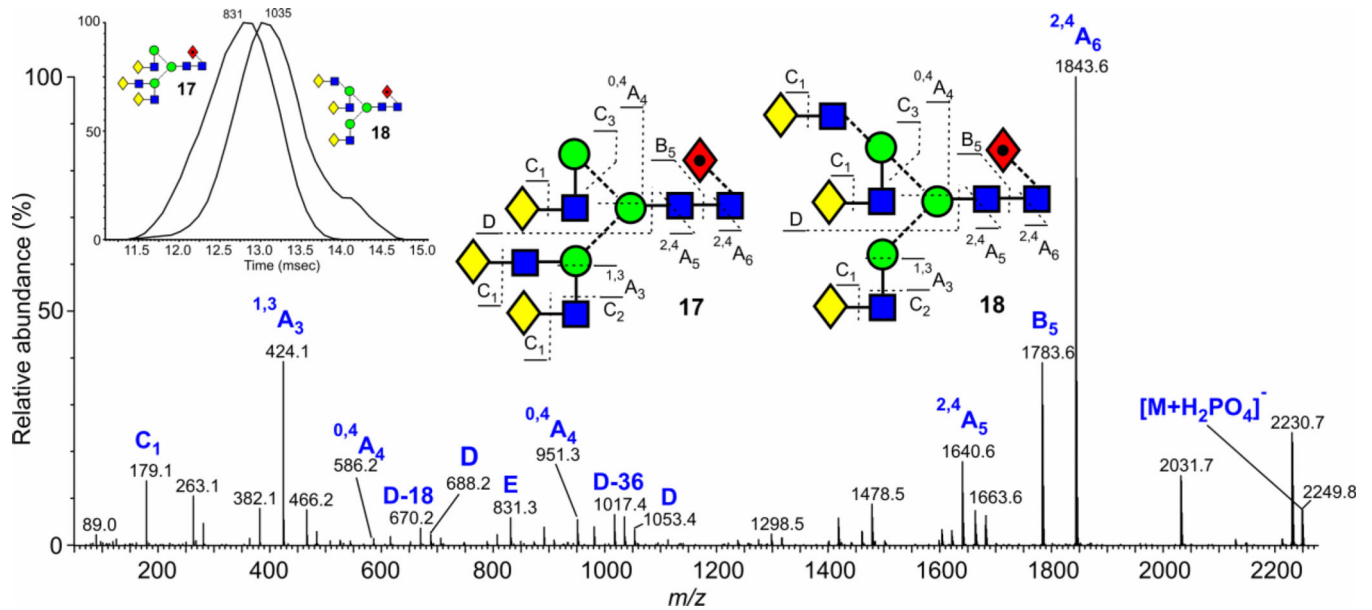 831 1035
100
17
18
50
0
11.5 12.0 12.5 13.0 13.5 14.0 14.5 15.0
Time (msec)
0,4A4
C3
C1
B5
D
2,4A5
2,4A6
1,3A3
C1
C2
C1
17
C1
0,4A4
C3
B5
C1
D
2,4A5
2,4A6
1,3A3
C1
C2
18
2,4A6
1843.6
Relative abundance (%)
100
50
0
C1
179.1
89.0
263.1
1,3A3
424.1
382.1
466.2
0,4A4
586.2
D-18
670.2
D
688.2
E
831.3
0,4A4
951.3
D-36
1017.4
D
1053.4
1298.5
1478.5
2,4A5
1640.6
1663.6
B5
1783.6
2031.7
[M+H2PO4]-
2230.7
2249.8
200 400 600 800 1000 1200 1400 1600 1800 2000 2200
m/z